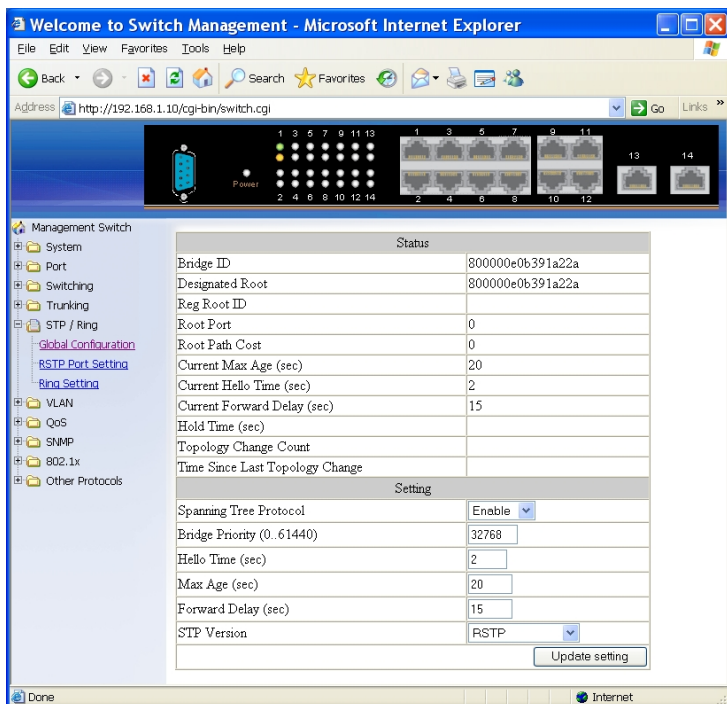 Welcome to Switch Management - Microsoft Internet Explorer
File Edit View Favorites Tools Help
Back Search Favorites
Address http://192.168.1.10/cgi-bin/switch.cgi Go Links »
1 3 5 7 9 11 13
Power
2 4 6 8 10 12 14
1 3 5 7 9 11
2 4 6 8 10 12
13 14
Management Switch
System
Port
Switching
Trunking
STP / Ring
Global Configuration
RSTP Port Setting
Ring Setting
VLAN
QoS
SNMP
802.1x
Other Protocols
Status
Bridge ID 800000e0b391a22a
Designated Root 800000e0b391a22a
Reg Root ID
Root Port 0
Root Path Cost 0
Current Max Age (sec) 20
Current Hello Time (sec) 2
Current Forward Delay (sec) 15
Hold Time (sec)
Topology Change Count
Time Since Last Topology Change
Setting
Spanning Tree Protocol Enable
Bridge Priority (0..61440) 32768
Hello Time (sec) 2
Max Age (sec) 20
Forward Delay (sec) 15
STP Version RSTP
Update setting
Done Internet